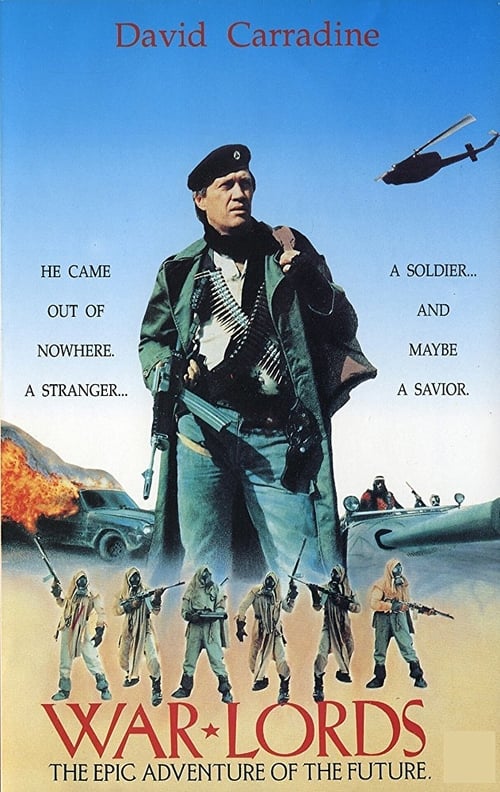 David Carradine
HE CAME
OUT OF
NOWHERE.
A STRANGER...
A SOLDIER...
AND
MAYBE
A SAVIOR.
WAR★LORDS
THE EPIC ADVENTURE OF THE FUTURE.